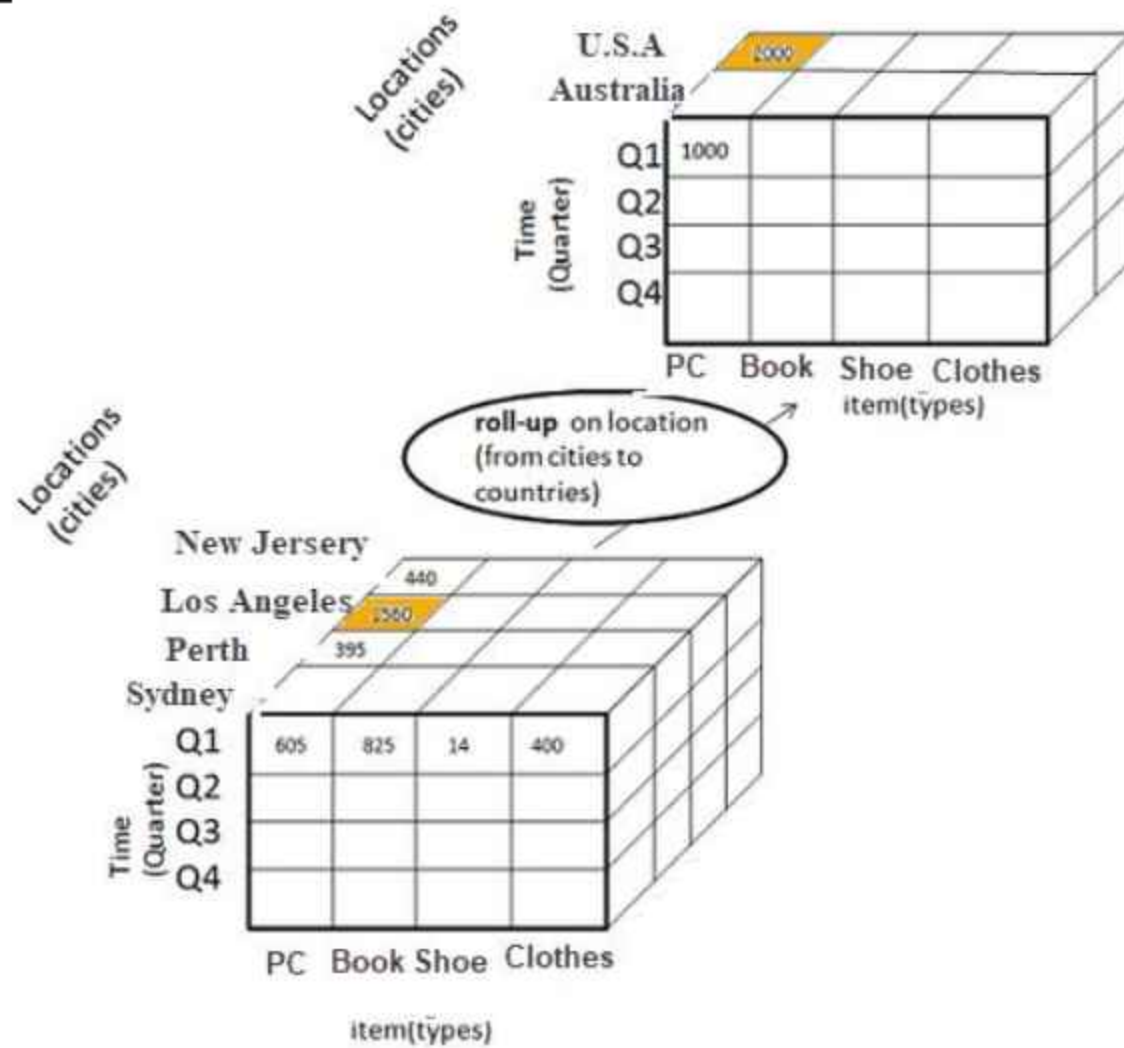 Locations
(cities)
U.S.A
2000
Australia
Q1 1000
Q2
Q3
Q4
Time
(Quarter)
PC Book Shoe Clothes
item(types)
roll-up on location
(from cities to
countries)
Locations
(cities)
New Jersery
440
Los Angeles
1560
Perth
395
Sydney
Q1 605 825 14 400
Q2
Q3
Q4
Time
(Quarter)
PC Book Shoe Clothes
item(types)